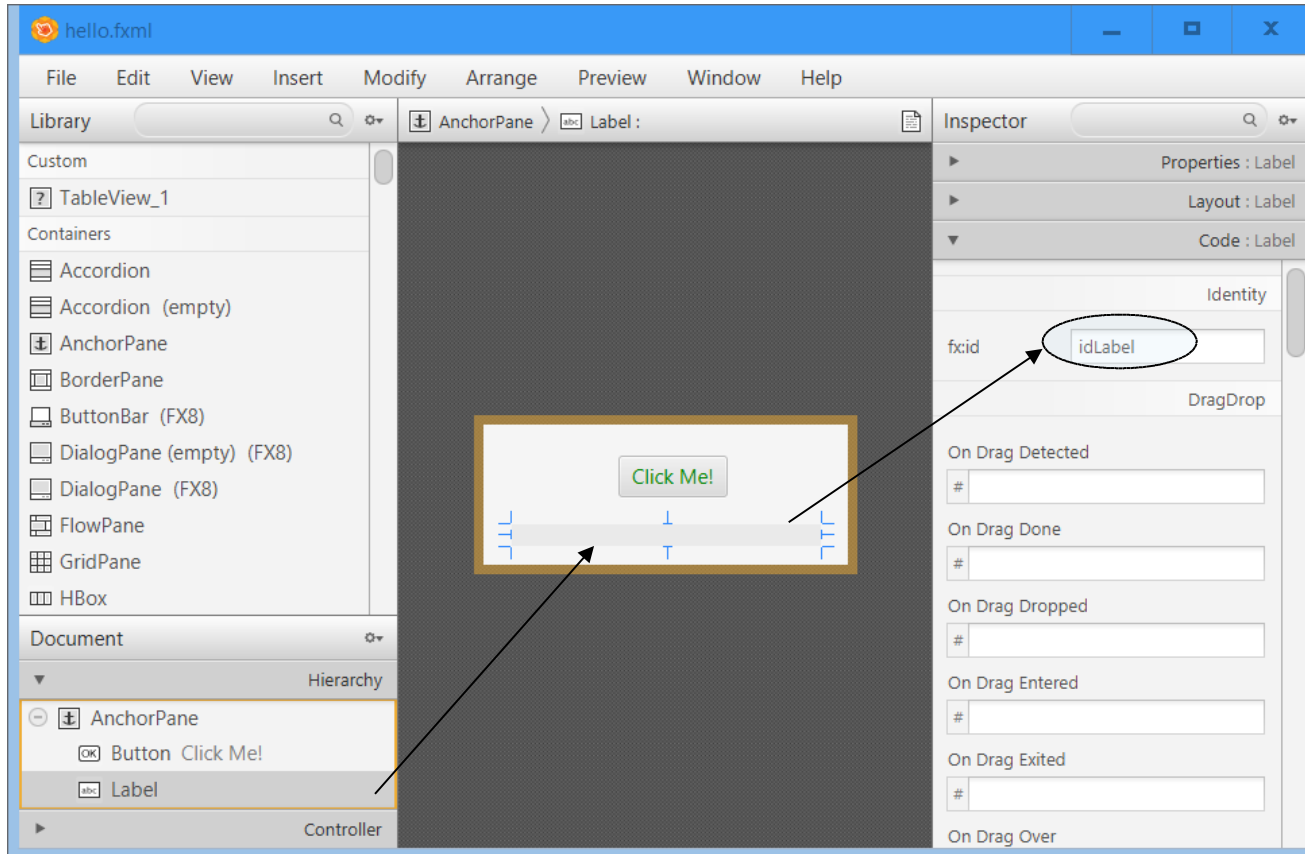 hello.fxml
File Edit View Insert Modify Arrange Preview Window Help
Library
Custom
? TableView_1
Containers
Accordion
Accordion (empty)
AnchorPane
BorderPane
ButtonBar (FX8)
DialogPane (empty) (FX8)
DialogPane (FX8)
FlowPane
GridPane
HBox
Document
Hierarchy
AnchorPane
OK Button Click Me!
abc Label
Controller
AnchorPane abc Label :
Click Me!
Inspector
Properties : Label
Layout : Label
Code : Label
Identity
fx:id idLabel
DragDrop
On Drag Detected
#
On Drag Done
#
On Drag Dropped
#
On Drag Entered
#
On Drag Exited
#
On Drag Over